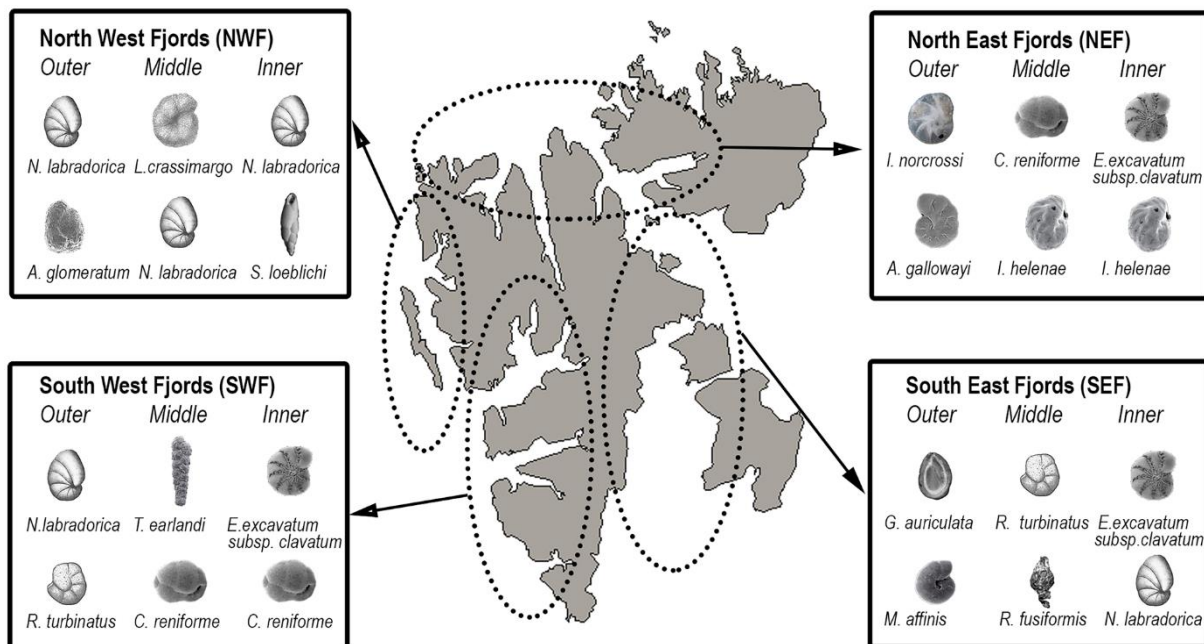 North West Fjords (NWF)
Outer Middle Inner
N. labradorica L.crassimargo N. labradorica
A. glomeratum N. labradorica S. loeblichi
North East Fjords (NEF)
Outer Middle Inner
I. norcrossi C. reniforme E.excavatum
subsp.clavatum
A. gallowayi I. helenae I. helenae
South West Fjords (SWF)
Outer Middle Inner
N.labradorica T. earlandi E.excavatum
subsp. clavatum
R. turbinatus C. reniforme C. reniforme
South East Fjords (SEF)
Outer Middle Inner
G. auriculata R. turbinatus E.excavatum
subsp.clavatum
M. affinis R. fusiformis N. labradorica